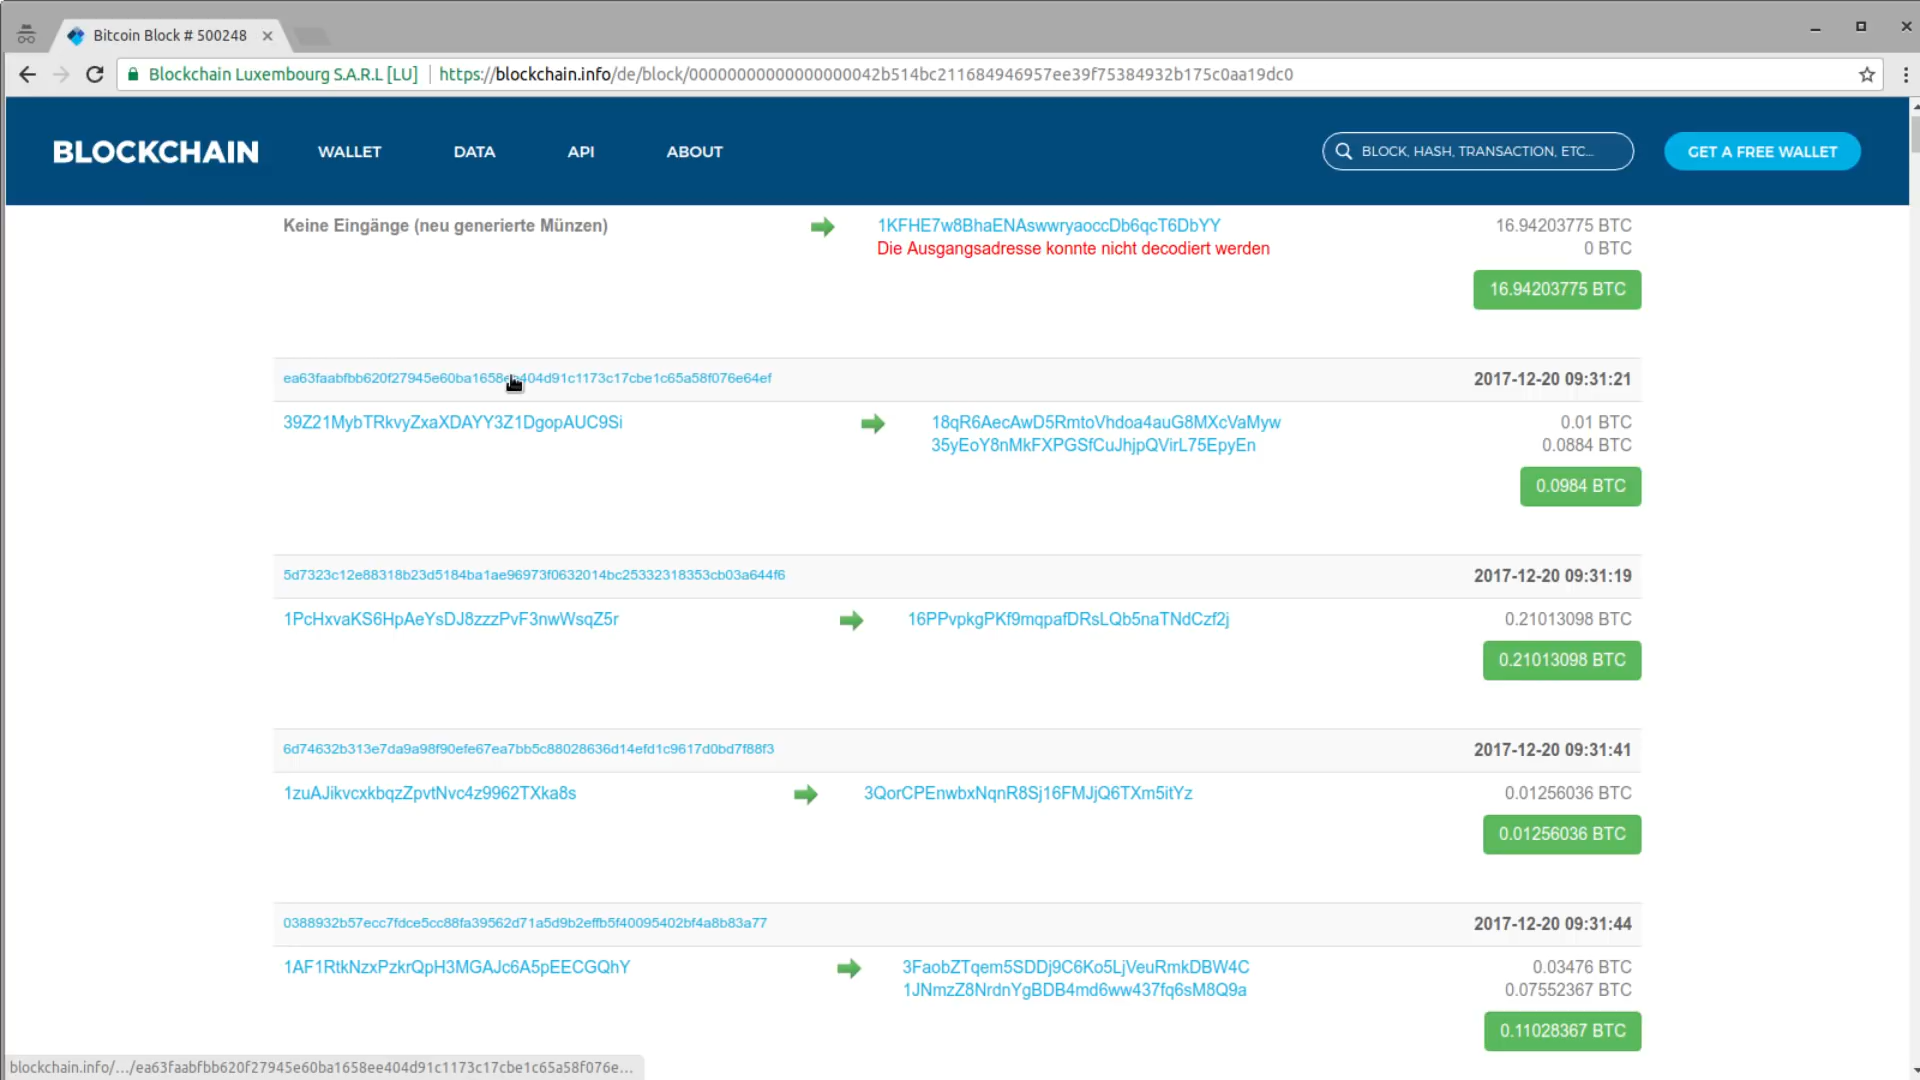 Bitcoin Block # 500248
Blockchain Luxembourg S.A.R.L [LU] https://blockchain.info/de/block/00000000000000000042b514bc211684946957ee39f75384932b175c0aa19dc0
BLOCKCHAIN WALLET DATA API ABOUT BLOCK, HASH, TRANSACTION, ETC... GET A FREE WALLET
Keine Eingänge (neu generierte Münzen) 1KFHE7w8BhaENAswwryaoccDb6qcT6DbYY 16.94203775 BTC
Die Ausgangsadresse konnte nicht decodiert werden 0 BTC
16.94203775 BTC
ea63faabfbb620f27945e60ba1658ee404d91c1173c17cbe1c65a58f076e64ef 2017-12-20 09:31:21
39Z21MybTRkvyZxaXDAYY3Z1DgopAUC9Si 18qR6AecAwD5RmtoVhdoa4auG8MXcVaMyw 0.01 BTC
35yEoY8nMkFXPGSfCuJhjpQVirL75EpyEn 0.0884 BTC
0.0984 BTC
5d7323c12e88318b23d5184ba1ae96973f0632014bc25332318353cb03a644f6 2017-12-20 09:31:19
1PcHxvaKS6HpAeYsDJ8zzzPvF3nwWsqZ5r 16PPvpkgPKf9mqpafDRsLQb5naTNdCzf2j 0.21013098 BTC
0.21013098 BTC
6d74632b313e7da9a98f90efe67ea7bb5c88028636d14efd1c9617d0bd7f88f3 2017-12-20 09:31:41
1zuAJikvcxkbqzZpvtNvc4z9962TXka8s 3QorCPEnwbxNqnR8Sj16FMJjQ6TXm5itYz 0.01256036 BTC
0.01256036 BTC
0388932b57ecc7fdce5cc88fa39562d71a5d9b2effb5f40095402bf4a8b83a77 2017-12-20 09:31:44
1AF1RtkNzxPzkrQpH3MGAJc6A5pEECGQhY 3FaobZTqem5SDDj9C6Ko5LjVeuRmkDBW4C 0.03476 BTC
1JNmzZ8NrdnYgBDB4md6ww437fq6sM8Q9a 0.07552367 BTC
0.11028367 BTC
blockchain.info/.../ea63faabfbb620f27945e60ba1658ee404d91c1173c17cbe1c65a58f076e...